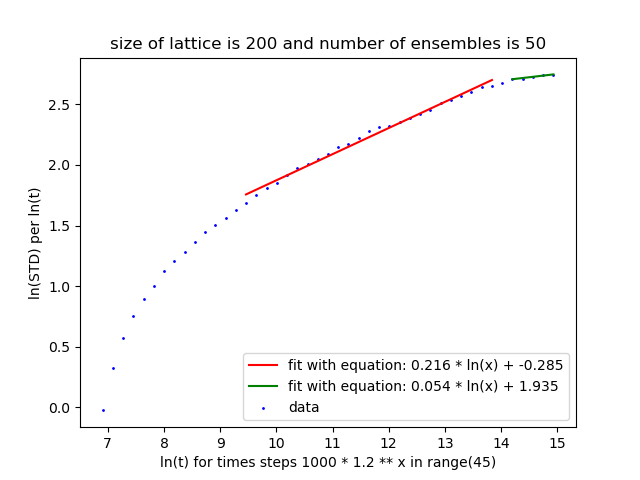 size of lattice is 200 and number of ensembles is 50
ln(STD) per ln(t)
2.5
2.0
1.5
1.0
0.5
0.0
fit with equation: 0.216 * ln(x) + -0.285
fit with equation: 0.054 * ln(x) + 1.935
data
7 8 9 10 11 12 13 14 15
ln(t) for times steps 1000 * 1.2 ** x in range(45)